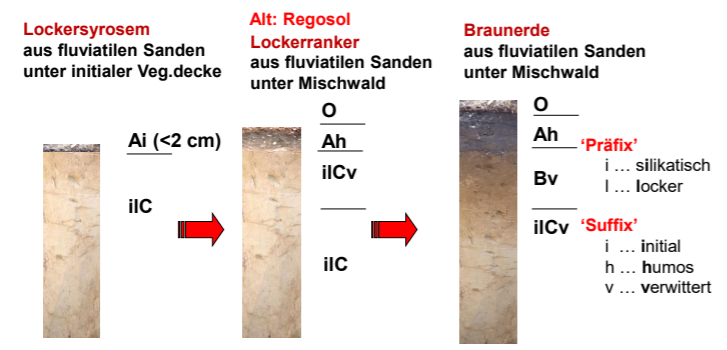 Lockersyrosem
aus fluviatilen Sanden
unter initialer Veg.decke
Ai (<2 cm)
ilC
Alt: Regosol
Lockerranker
aus fluviatilen Sanden
unter Mischwald
O
Ah
ilCv
ilC
Braunerde
aus fluviatilen Sanden
unter Mischwald
O
Ah
Bv
ilCv
‘Präfix’
i … silikatisch
l … locker
‘Suffix’
i … initial
h … humos
v … verwittert